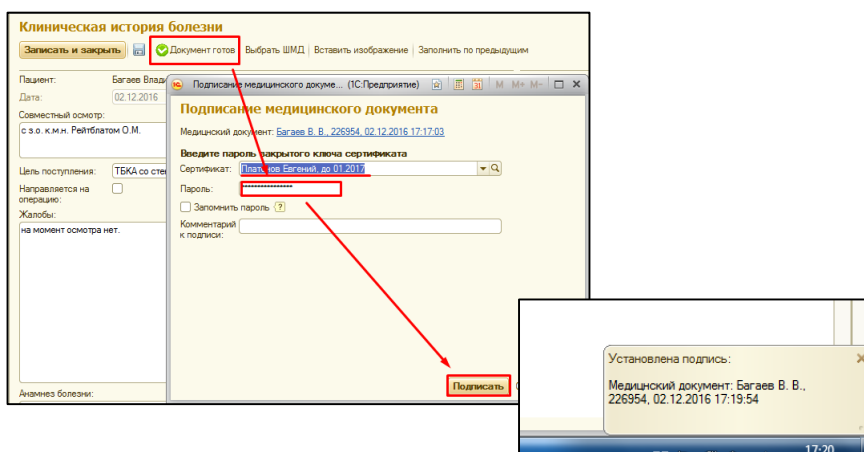 Клиническая история болезни
Записать и закрыть Документ готов Выбрать ШМД Вставить изображение Заполнить по предыдущим
Пациент: Багаев Влади
Дата: 02.12.2016
Совместный осмотр:
с з.о. к.м.н. Рейтблатом О.М.
Цель поступления: ТБКА со стен
Направляется на
операцию:
Жалобы:
на момент осмотра нет.
Анамнез болезни:
Подписание медицинского докуме... (1С:Предприятие) M M+ M-
Подписание медицинского документа
Медицнский документ: Багаев В. В., 226954, 02.12.2016 17:17:03
Введите пароль закрытого ключа сертификата
Сертификат: Платонов Евгений, до 01.2017
Пароль: ****************
Запомнить пароль ?
Комментарий
к подписи:
Подписать
Установлена подпись:
Медицнский документ: Багаев В. В.,
226954, 02.12.2016 17:19:54
17:20